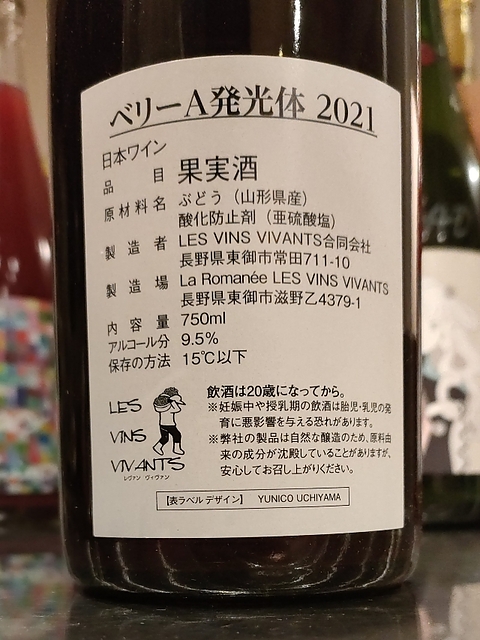 ベリーA発光体 2021
日本ワイン
品目 果実酒
原材料名 ぶどう（山形県産）
酸化防止剤（亜硫酸塩）
製造者 LES VINS VIVANTS合同会社
長野県東御市常田711-10
製造場 La Romanée LES VINS VIVANTS
長野県東御市滋野乙4379-1
内容量 750ml
アルコール分 9.5%
保存の方法 15℃以下
LES
VINS
VIVANTS
レヴァン ヴィヴァン
飲酒は20歳になってから。
※妊娠中や授乳期の飲酒は胎児・乳児の発
育に悪影響を与える恐れがあります。
※弊社の製品は自然な醸造のため、原料由
来の成分が沈殿していることがありますが、
安心してお召し上がりください。
【表ラベル デザイン】 YUNICO UCHIYAMA